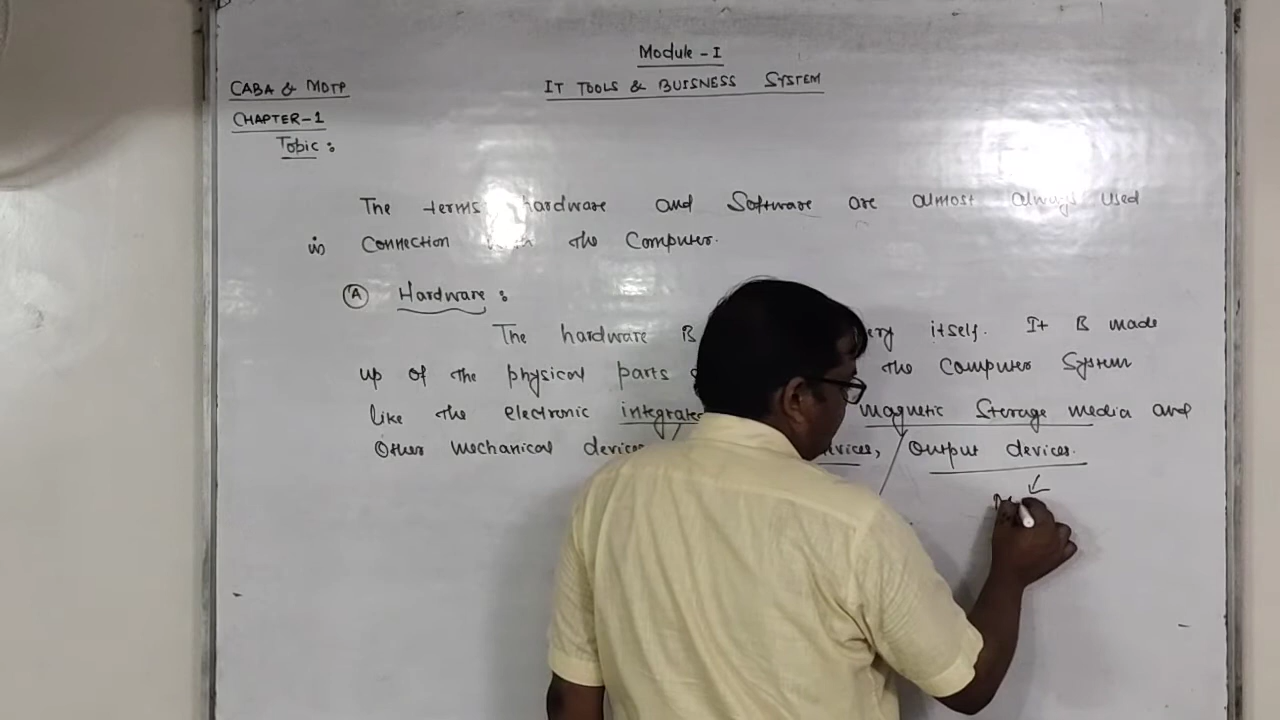 Module - I
CABA & MDTP
IT TOOLS & BUISNESS SYSTEM
CHAPTER-1
Topic :
The terms hardware and Software are almost always used
in connection the Computer.
(A) Hardware :
The hardware is itself. It is made
up of the physical parts the Computer System
like the electronic magnetic Storage media and
Other mechanical Output devices.